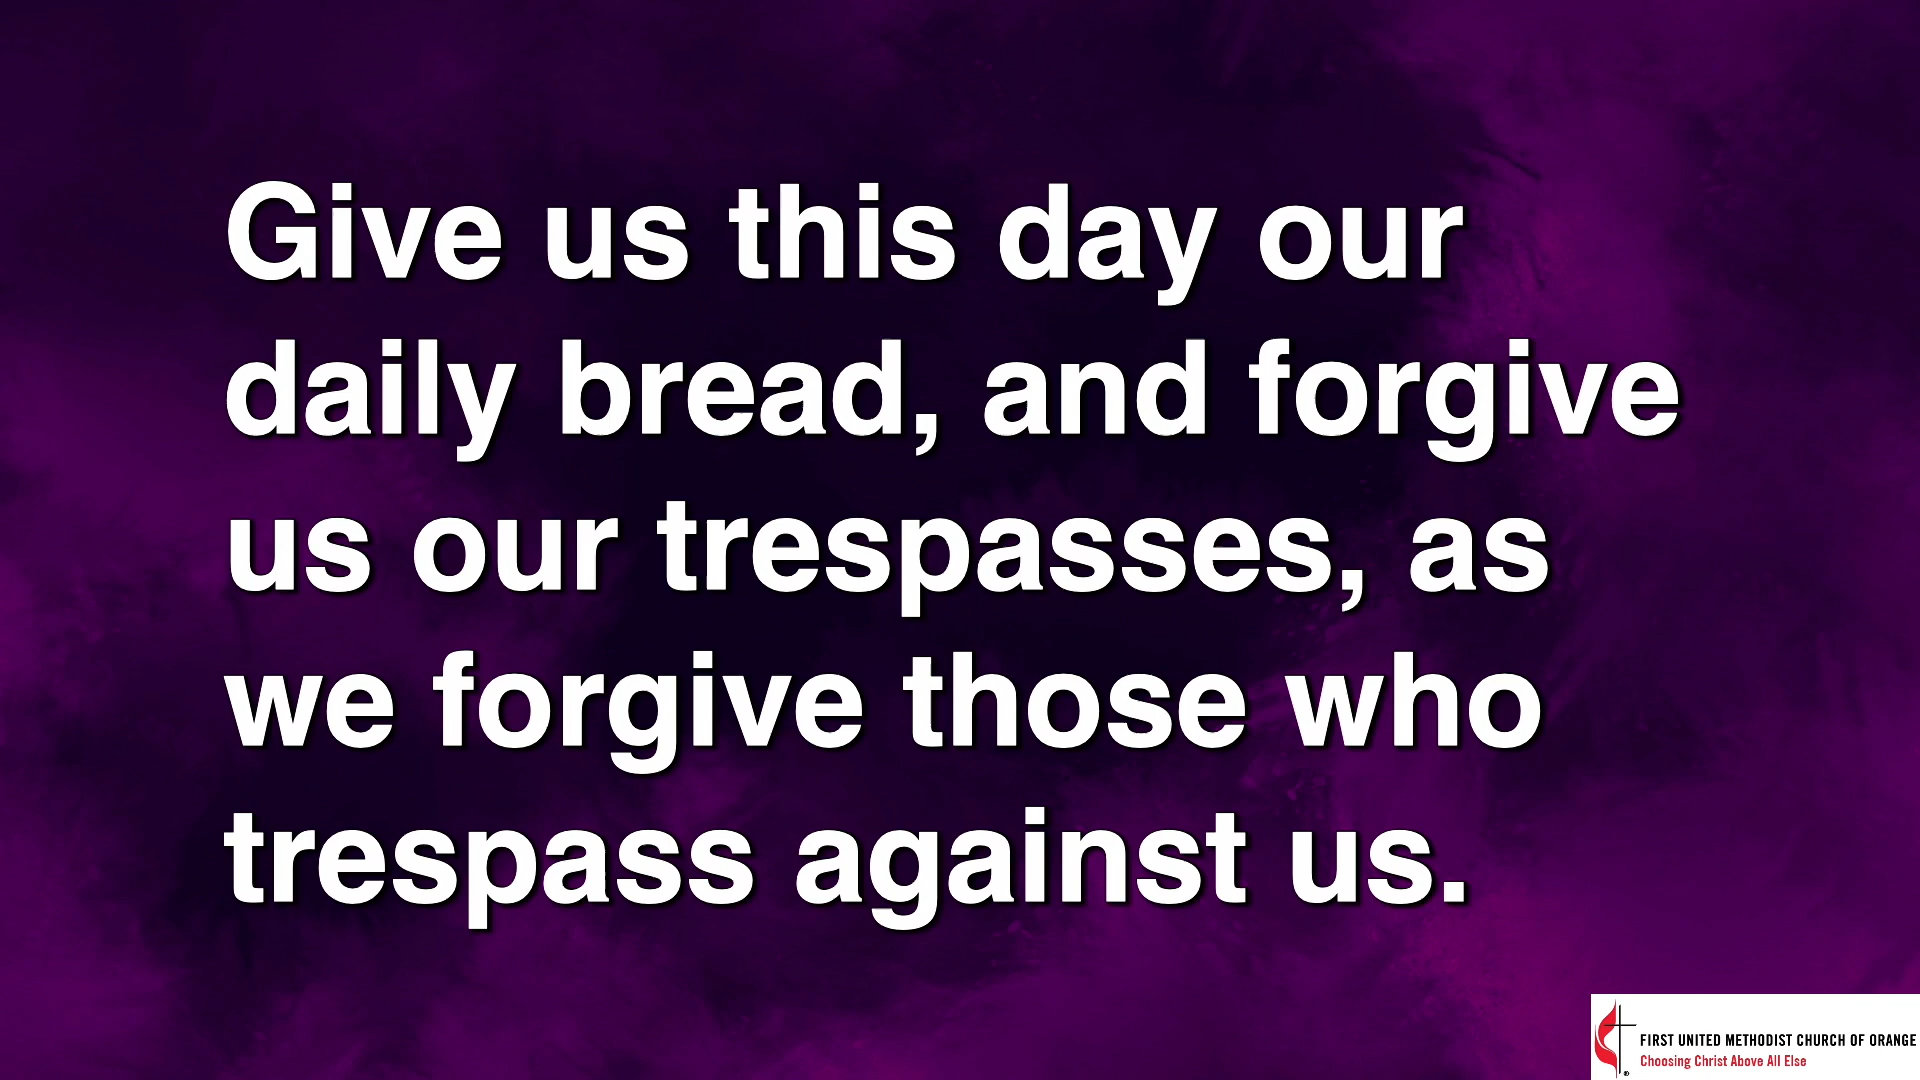 Give us this day our
daily bread, and forgive
us our trespasses, as
we forgive those who
trespass against us.
FIRST UNITED METHODIST CHURCH OF ORANGE
Choosing Christ Above All Else
®